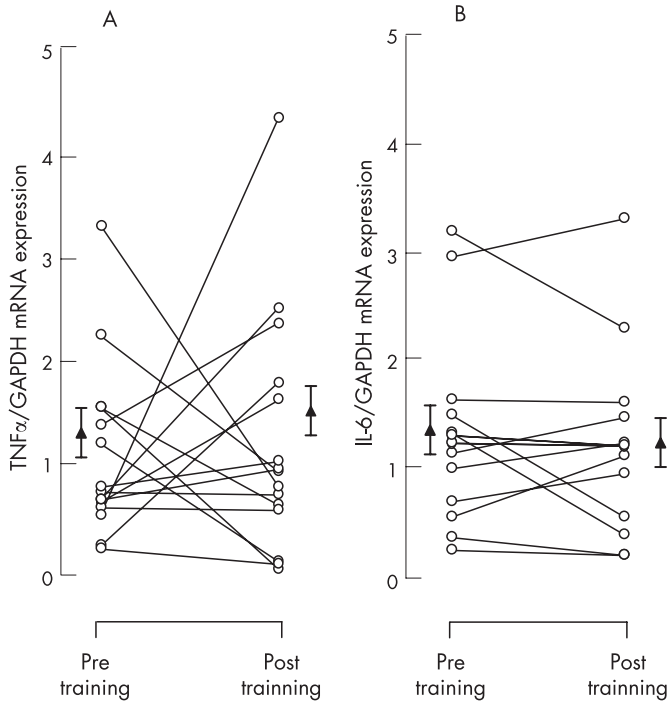 A
5
4
3
2
1
0
TNFα/GAPDH mRNA expression
Pre
training
Post
trainning
B
5
4
3
2
1
0
IL-6/GAPDH mRNA expression
Pre
training
Post
trainning